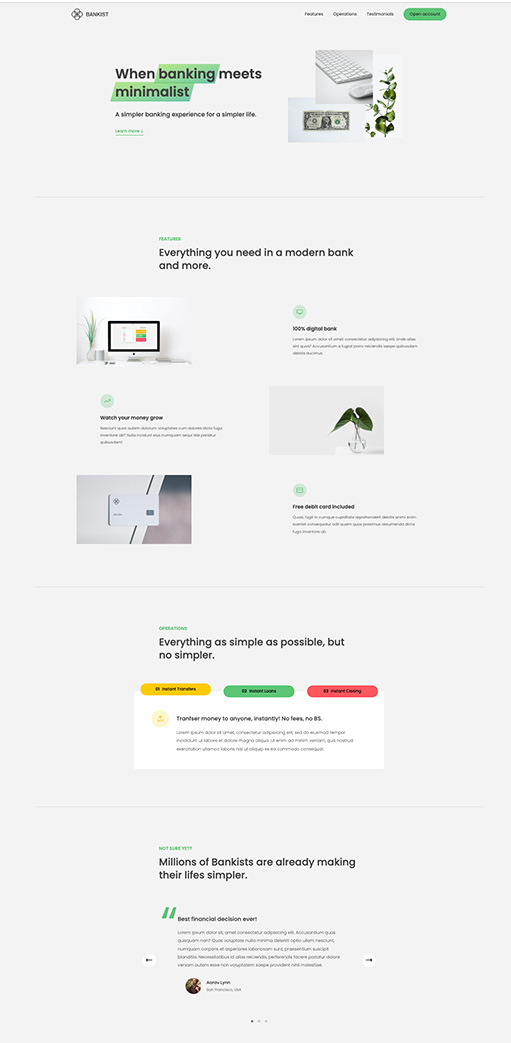 BANKIST
Features
Operations
Testimonials
Open account
When banking meets
minimalist
A simpler banking experience for a simpler life.
Learn more ↓
FEATURES
Everything you need in a modern bank
and more.
100% digital bank
Lorem ipsum dolor sit amet consectetur adipisicing elit. Unde alias
sint quos? Accusantium a fugiat porro reiciendis saepe quibusdam
debitis ducimus.
Watch your money grow
Nesciunt quos autem dolorum voluptates cum dolores dicta fuga
inventore ab? Nulla incidunt eius numquam sequi iste pariatur
quibusdam!
Free debit card included
Quasi, fugit in cumque cupiditate reprehenderit debitis animi enim
eveniet consequatur odit quam quos possimus assumenda dicta
fuga inventore ab.
OPERATIONS
Everything as simple as possible, but
no simpler.
01 Instant Transfers
02 Instant Loans
03 Instant Closing
Tranfser money to anyone, instantly! No fees, no BS.
Lorem ipsum dolor sit amet, consectetur adipisicing elit, sed do eiusmod tempor
incididunt ut labore et dolore magna aliqua. Ut enim ad minim veniam, quis nostrud
exercitation ullamco laboris nisi ut aliquip ex ea commodo consequat.
NOT SURE YET?
Millions of Bankists are already making
their lifes simpler.
Best financial decision ever!
Lorem ipsum dolor sit, amet consectetur adipisicing elit. Accusantium quas
quisquam non? Quas voluptate nulla minima deleniti optio ullam nesciunt,
numquam corporis et asperiores laboriosam sunt, praesentium suscipit
blanditiis. Necessitatibus id alias reiciendis, perferendis facere pariatur dolore
veniam autem esse non voluptatem saepe provident nihil molestiae.
Aarav Lynn
San Francisco, USA